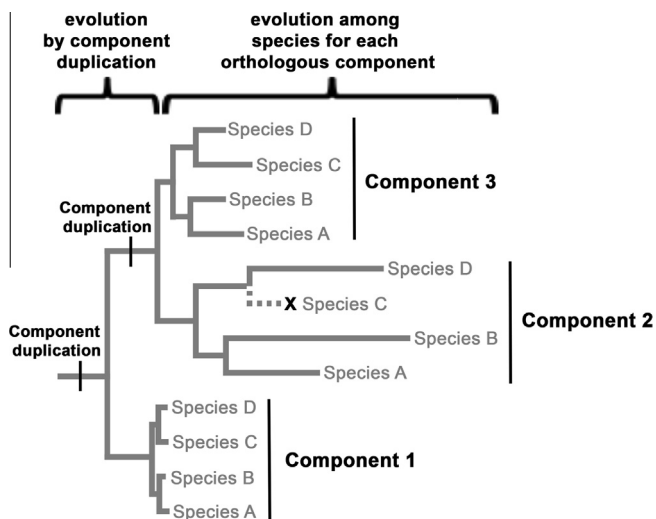 evolution
by component
duplication
evolution among
species for each
orthologous component
Species D
Species C
Component 3
Species B
Species A
Component
duplication
Species D
X Species C
Component 2
Species B
Species A
Component
duplication
Species D
Species C
Component 1
Species B
Species A